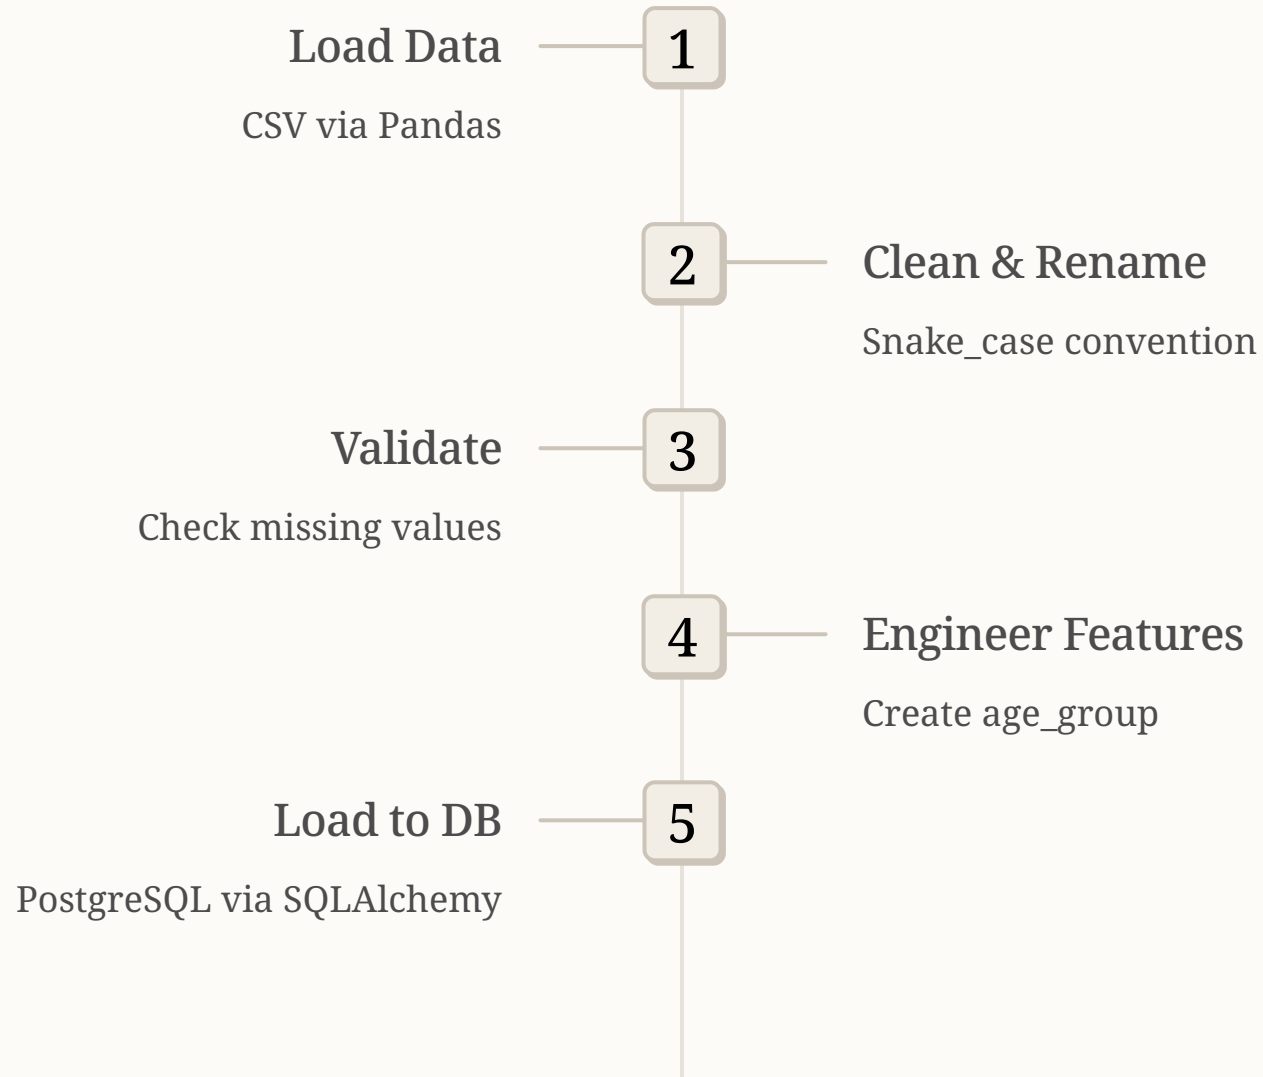 Load Data
1
CSV via Pandas
2
Clean & Rename
Snake_case convention
Validate
3
Check missing values
4
Engineer Features
Create age_group
Load to DB
5
PostgreSQL via SQLAlchemy